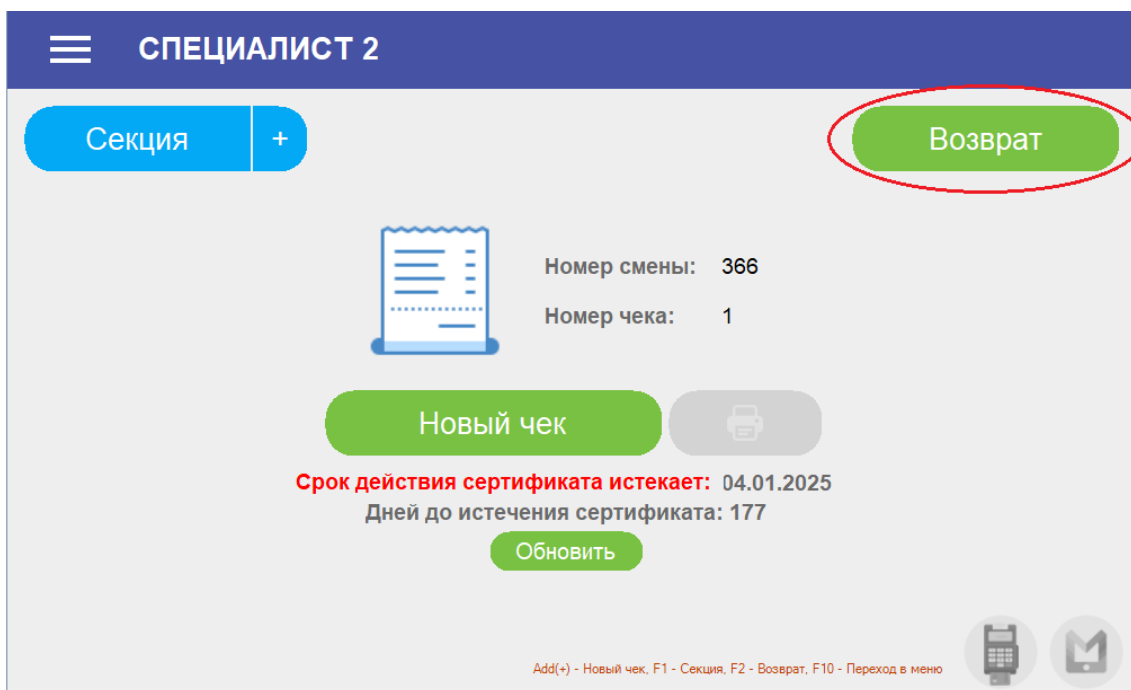 СПЕЦИАЛИСТ 2
Секция +
Возврат
Номер смены: 366
Номер чека: 1
Новый чек
Срок действия сертификата истекает: 04.01.2025
Дней до истечения сертификата: 177
Обновить
Add(+) - Новый чек, F1 - Секция, F2 - Возврат, F10 - Переход в меню